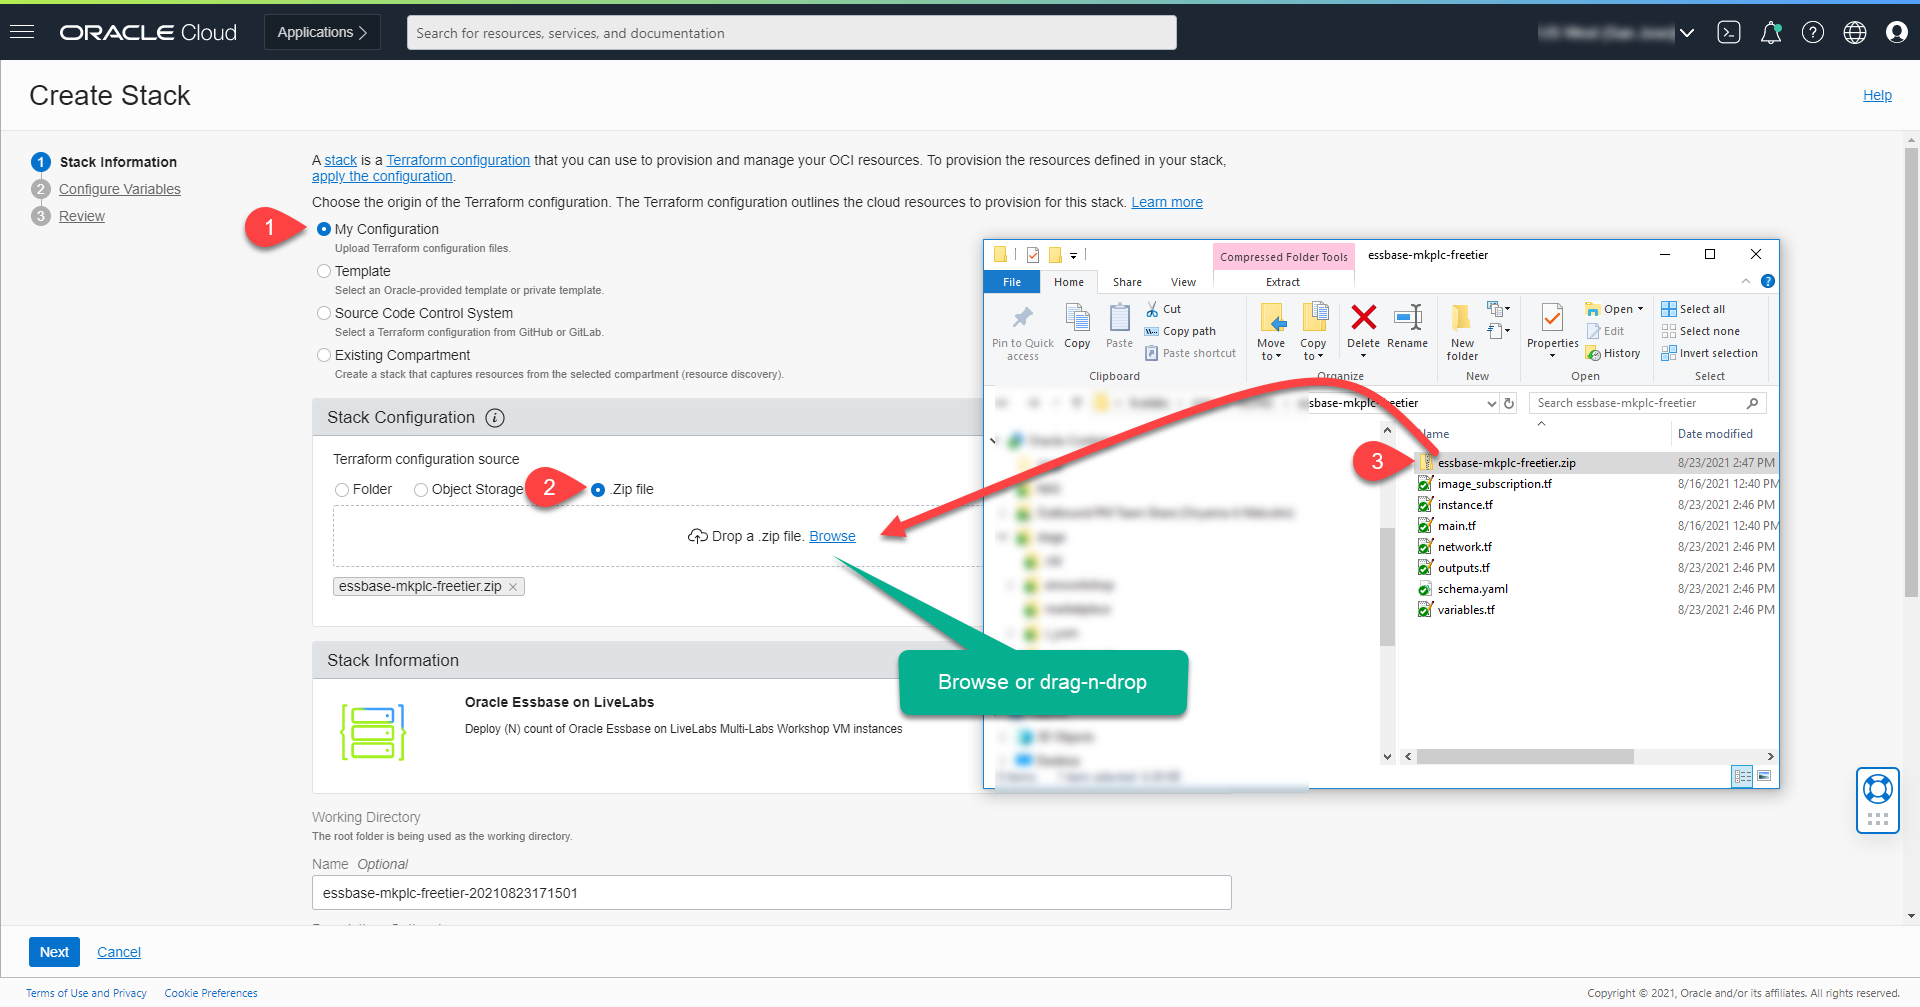 ORACLE Cloud
Applications
Search for resources, services, and documentation
Create Stack
Help
1 Stack Information
2 Configure Variables
3 Review
A stack is a Terraform configuration that you can use to provision and manage your OCI resources. To provision the resources defined in your stack,
apply the configuration.
Choose the origin of the Terraform configuration. The Terraform configuration outlines the cloud resources to provision for this stack. Learn more
1
My Configuration
Upload Terraform configuration files.
Template
Select an Oracle-provided template or private template.
Source Code Control System
Select a Terraform configuration from GitHub or GitLab.
Existing Compartment
Create a stack that captures resources from the selected compartment (resource discovery).
Stack Configuration
Terraform configuration source
Folder
Object Storage
2
.Zip file
Drop a .zip file. Browse
essbase-mkplc-freetier.zip
Stack Information
Oracle Essbase on LiveLabs
Deploy (N) count of Oracle Essbase on LiveLabs Multi-Labs Workshop VM instances
Working Directory
The root folder is being used as the working directory.
Name Optional
essbase-mkplc-freetier-20210823171501
Next
Cancel
Compressed Folder Tools
essbase-mkplc-freetier
File
Home
Share
View
Extract
Pin to Quick
access
Copy
Paste
Cut
Copy path
Paste shortcut
Clipboard
Move
to
Copy
to
Delete
Rename
Organize
New
folder
New
Properties
Open
Edit
History
Open
Select all
Select none
Invert selection
Select
sbase-mkplc-freetier
Search essbase-mkplc-freetier
Name
Date modified
3
essbase-mkplc-freetier.zip 8/23/2021 2:47 PM
image_subscription.tf 8/16/2021 12:40 PM
instance.tf 8/23/2021 2:46 PM
main.tf 8/16/2021 12:40 PM
network.tf 8/23/2021 2:46 PM
outputs.tf 8/23/2021 2:46 PM
schema.yaml 8/23/2021 2:46 PM
variables.tf 8/23/2021 2:46 PM
Browse or drag-n-drop
Terms of Use and Privacy
Cookie Preferences
Copyright © 2021, Oracle and/or its affiliates. All rights reserved.